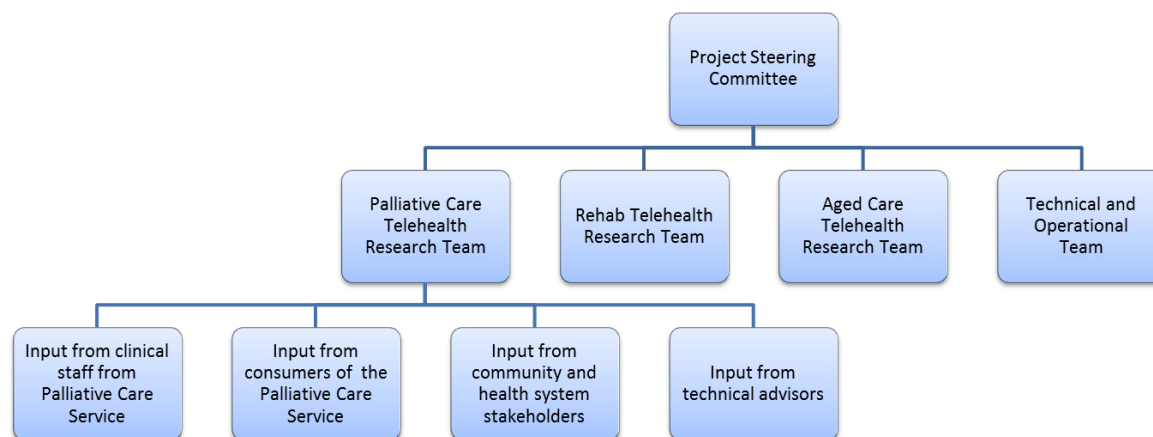 Project Steering
Committee
Palliative Care
Telehealth
Research Team
Rehab Telehealth
Research Team
Aged Care
Telehealth
Research Team
Technical and
Operational
Team
Input from clinical
staff from
Palliative Care
Service
Input from
consumers of the
Palliative Care
Service
Input from
community and
health system
stakeholders
Input from
technical advisors